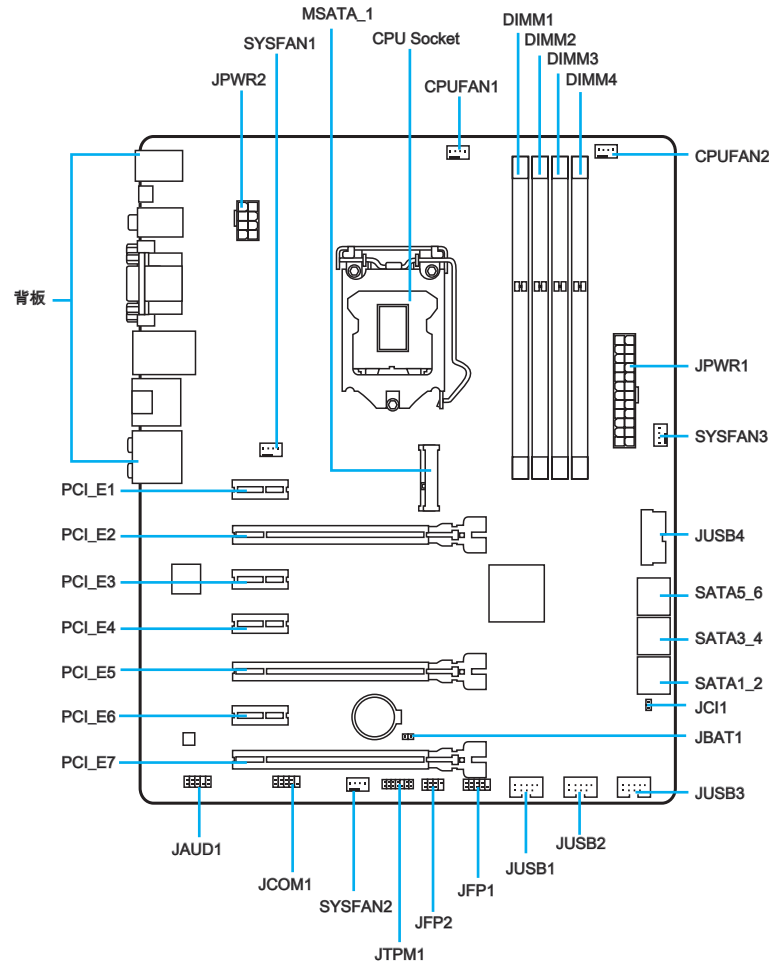 MSATA_1
DIMM1
DIMM2
DIMM3
DIMM4
SYSFAN1
CPU Socket
JPWR2
CPUFAN1
CPUFAN2
背板
JPWR1
SYSFAN3
PCI_E1
PCI_E2
JUSB4
PCI_E3
SATA5_6
PCI_E4
SATA3_4
PCI_E5
SATA1_2
JCI1
PCI_E6
JBAT1
PCI_E7
JUSB3
JAUD1
JCOM1
SYSFAN2
JTPM1
JFP2
JFP1
JUSB1
JUSB2